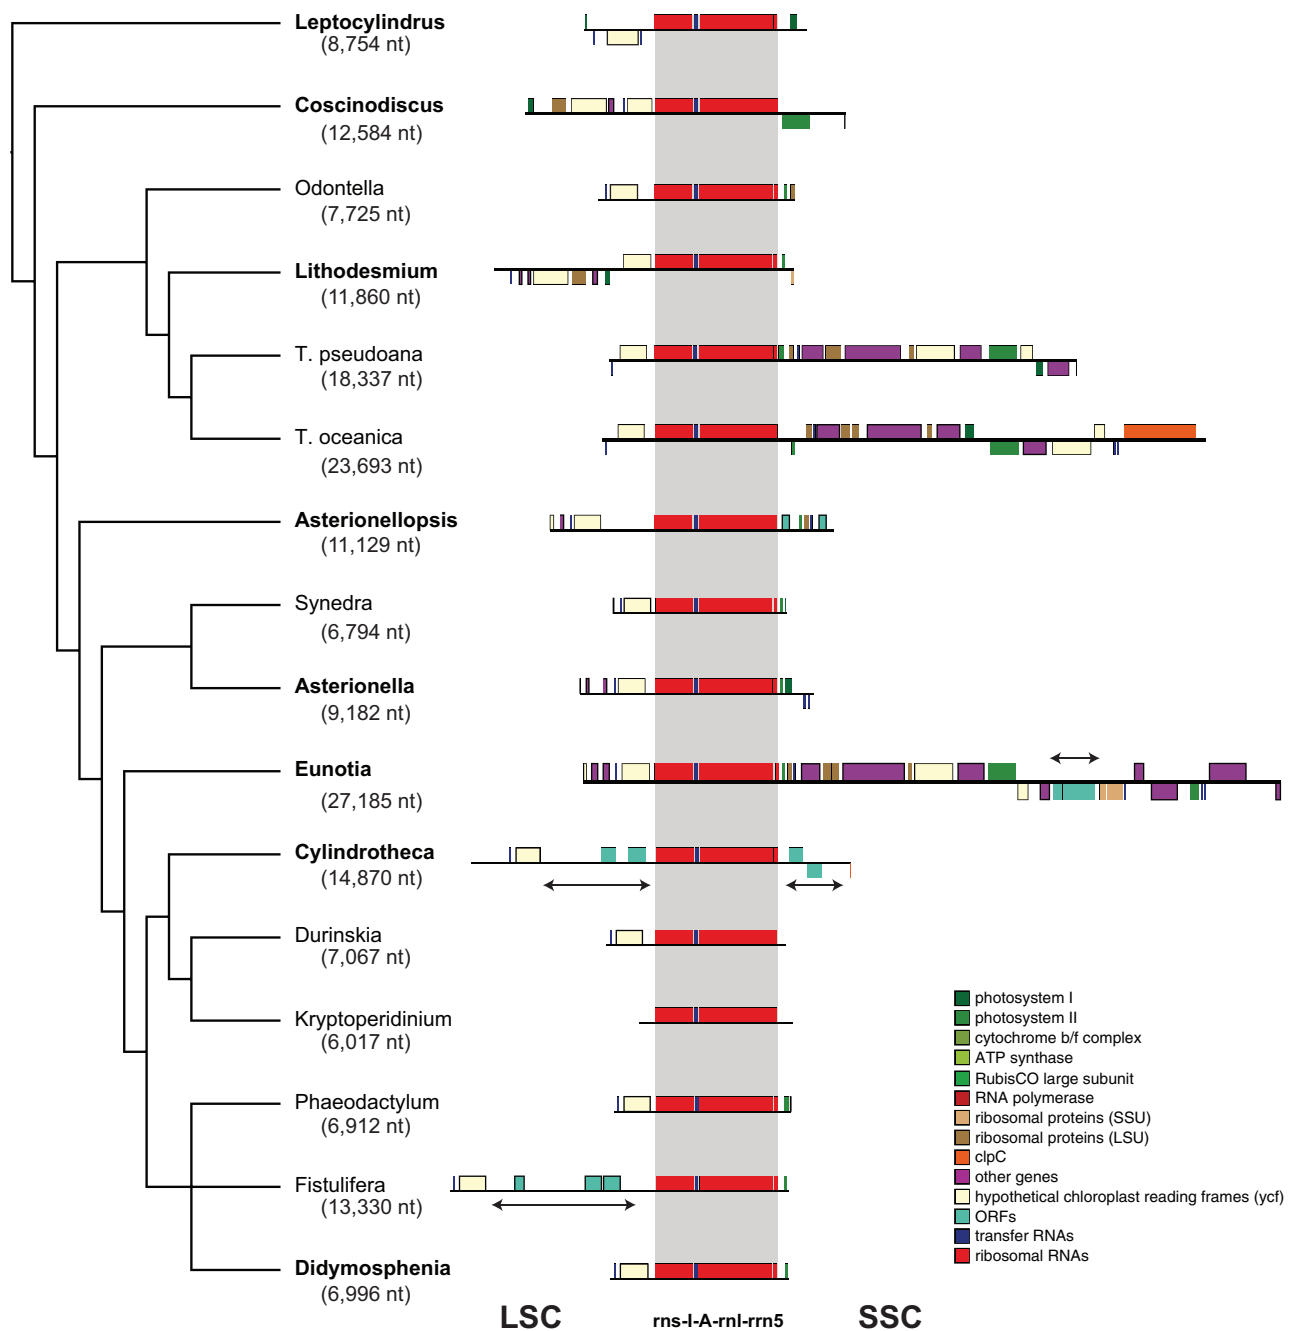 Leptocylindrus
(8,754 nt)
Coscinodiscus
(12,584 nt)
Odontella
(7,725 nt)
Lithodesmium
(11,860 nt)
T. pseudoana
(18,337 nt)
T. oceanica
(23,693 nt)
Asterionellopsis
(11,129 nt)
Synedra
(6,794 nt)
Asterionella
(9,182 nt)
Eunotia
(27,185 nt)
Cylindrotheca
(14,870 nt)
Durinskia
(7,067 nt)
Kryptoperidinium
(6,017 nt)
Phaeodactylum
(6,912 nt)
Fistulifera
(13,330 nt)
Didymosphenia
(6,996 nt)
photosystem I
photosystem II
cytochrome b/f complex
ATP synthase
RubisCO large subunit
RNA polymerase
ribosomal proteins (SSU)
ribosomal proteins (LSU)
clpC
other genes
hypothetical chloroplast reading frames (ycf)
ORFs
transfer RNAs
ribosomal RNAs
LSC rns-I-A-rnl-rrn5 SSC